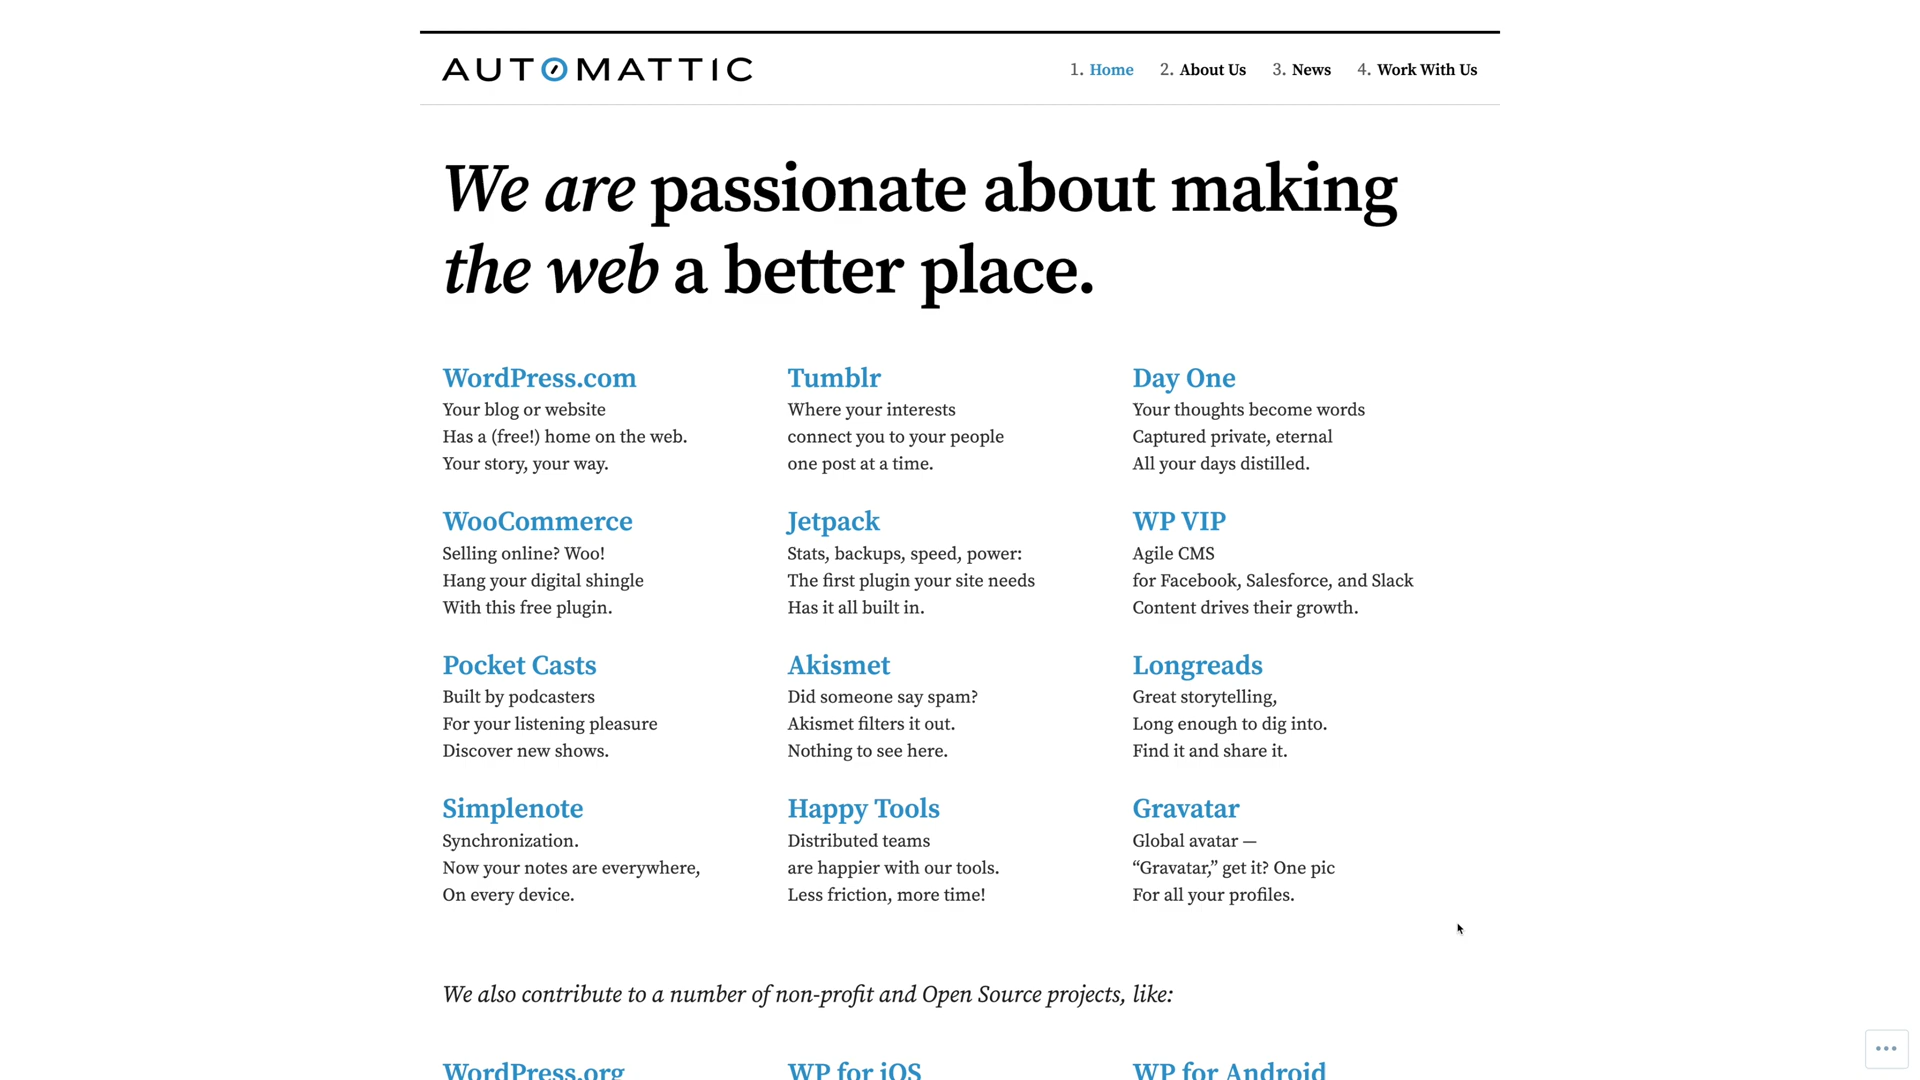 AUTOMATTIC
1. Home 2. About Us 3. News 4. Work With Us
We are passionate about making
the web a better place.
WordPress.com
Your blog or website
Has a (free!) home on the web.
Your story, your way.
Tumblr
Where your interests
connect you to your people
one post at a time.
Day One
Your thoughts become words
Captured private, eternal
All your days distilled.
WooCommerce
Selling online? Woo!
Hang your digital shingle
With this free plugin.
Jetpack
Stats, backups, speed, power:
The first plugin your site needs
Has it all built in.
WP VIP
Agile CMS
for Facebook, Salesforce, and Slack
Content drives their growth.
Pocket Casts
Built by podcasters
For your listening pleasure
Discover new shows.
Akismet
Did someone say spam?
Akismet filters it out.
Nothing to see here.
Longreads
Great storytelling,
Long enough to dig into.
Find it and share it.
Simplenote
Synchronization.
Now your notes are everywhere,
On every device.
Happy Tools
Distributed teams
are happier with our tools.
Less friction, more time!
Gravatar
Global avatar —
“Gravatar,” get it? One pic
For all your profiles.
We also contribute to a number of non-profit and Open Source projects, like:
WordPress.org
WP for iOS
WP for Android